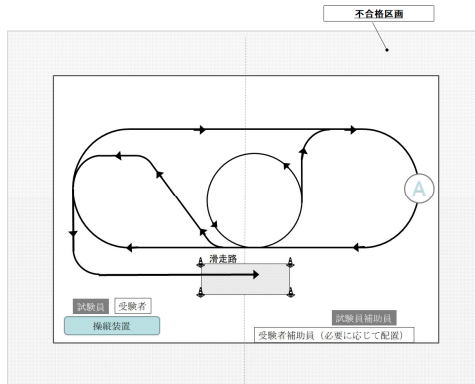 不合格区画
A
滑走路
試験員
受験者
操縦装置
試験員補助員
受験者補助員（必要に応じて配置）